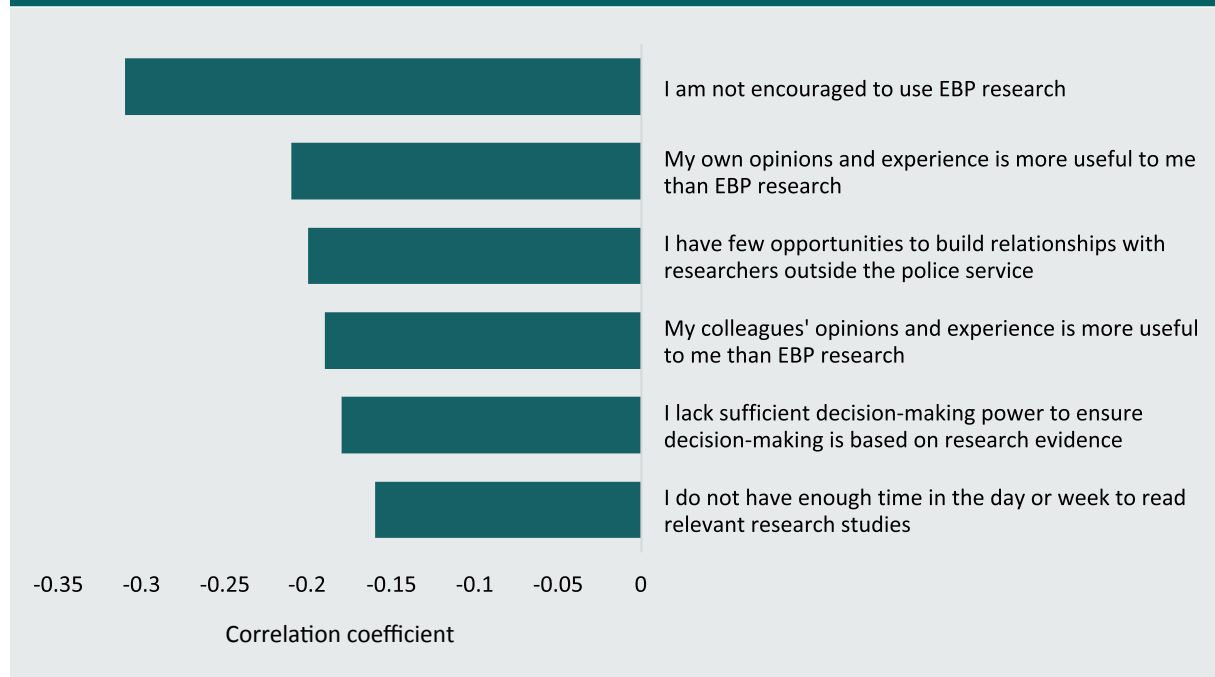 I am not encouraged to use EBP research
My own opinions and experience is more useful to me
than EBP research
I have few opportunities to build relationships with
researchers outside the police service
My colleagues' opinions and experience is more useful
to me than EBP research
I lack sufficient decision-making power to ensure
decision-making is based on research evidence
I do not have enough time in the day or week to read
relevant research studies
-0.35 -0.3 -0.25 -0.2 -0.15 -0.1 -0.05 0
Correlation coefficient